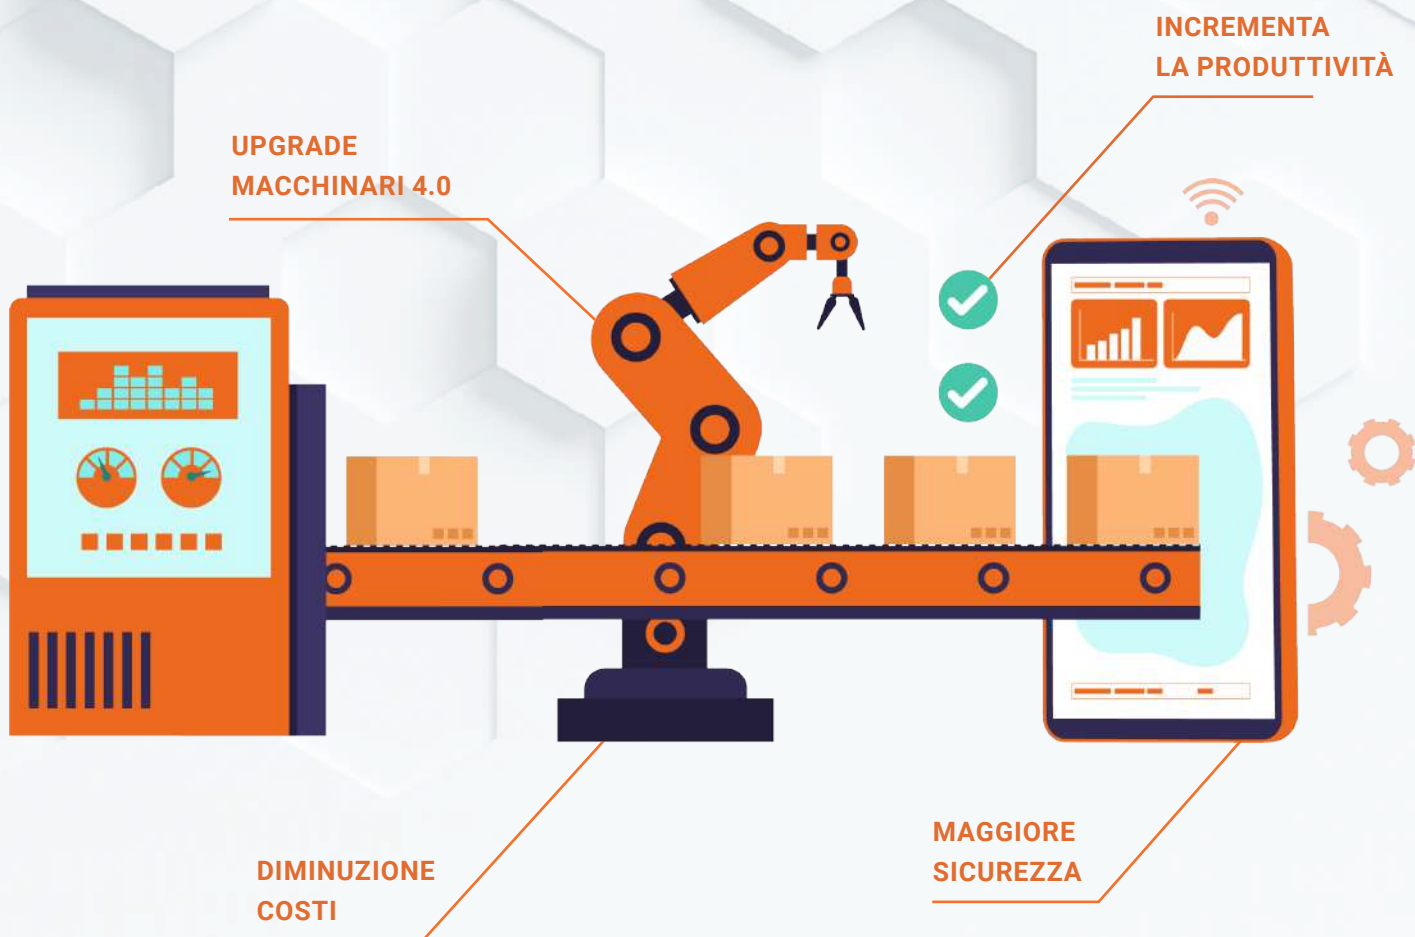 INCREMENTA
LA PRODUTTIVITÀ
UPGRADE
MACCHINARI 4.0
MAGGIORE
SICUREZZA
DIMINUZIONE
COSTI